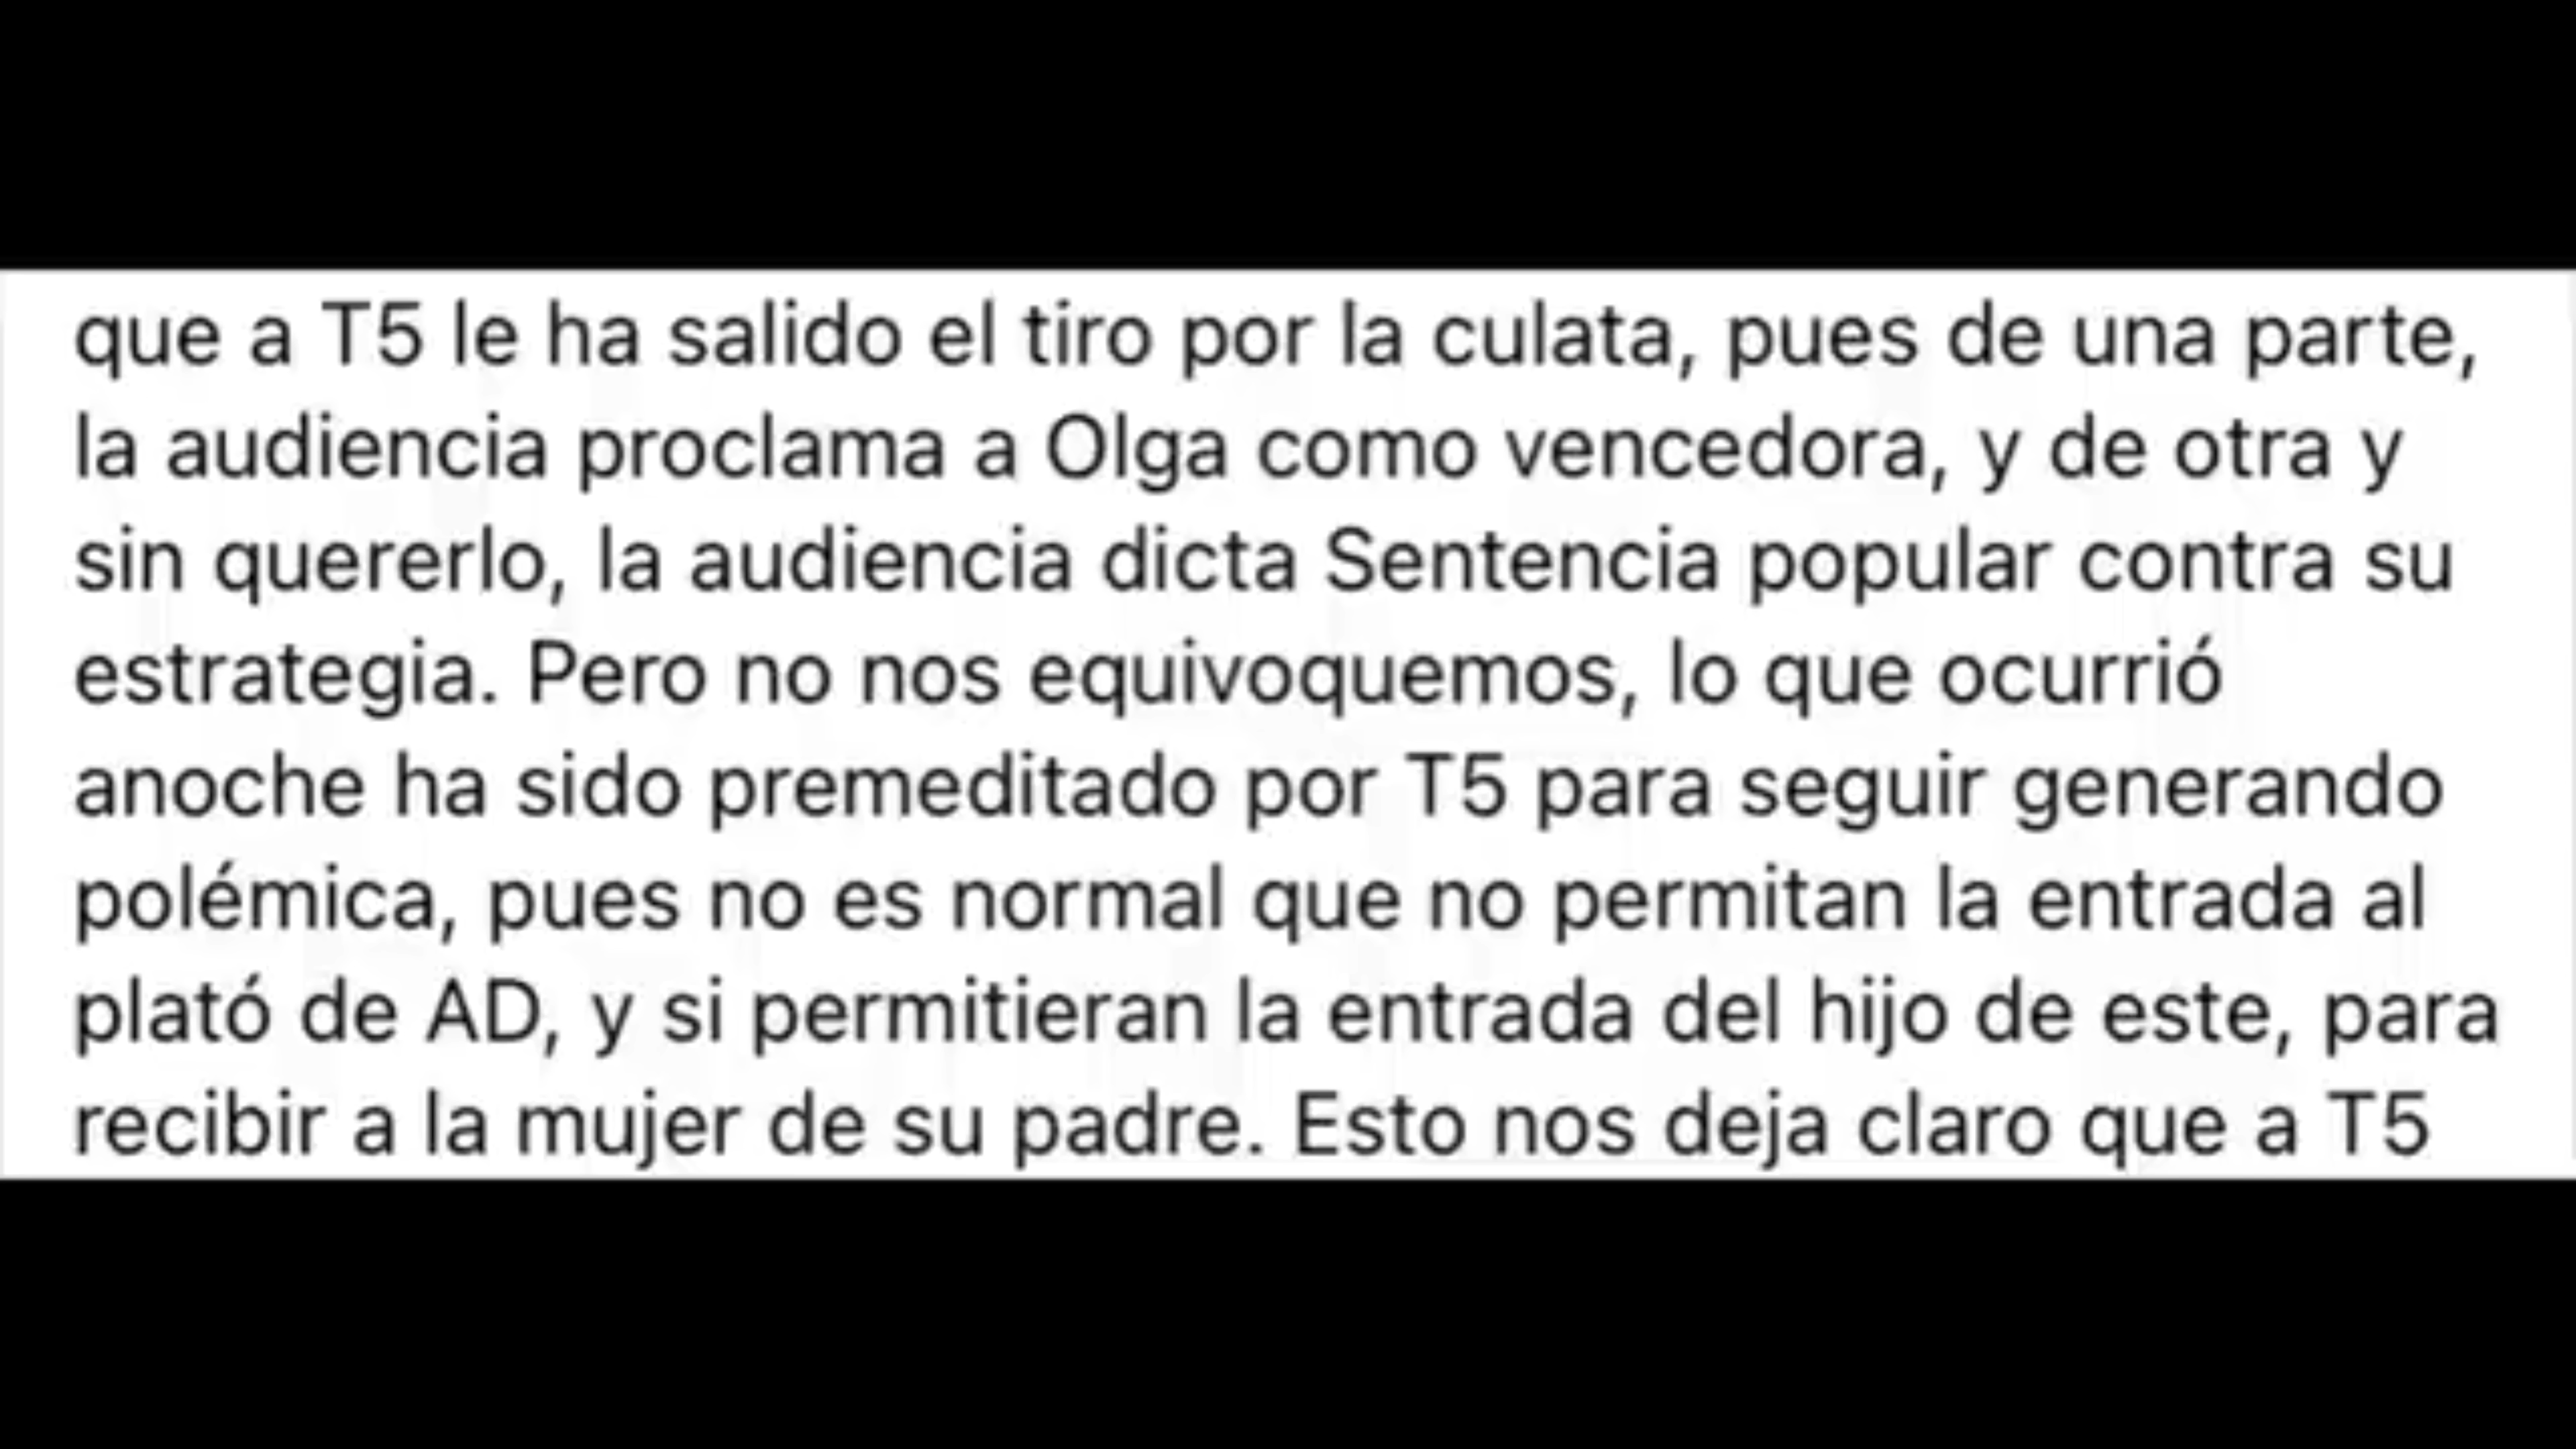 que a T5 le ha salido el tiro por la culata, pues de una parte,
la audiencia proclama a Olga como vencedora, y de otra y
sin quererlo, la audiencia dicta Sentencia popular contra su
estrategia. Pero no nos equivoquemos, lo que ocurrió
anoche ha sido premeditado por T5 para seguir generando
polémica, pues no es normal que no permitan la entrada al
plató de AD, y si permitieran la entrada del hijo de este, para
recibir a la mujer de su padre. Esto nos deja claro que a T5